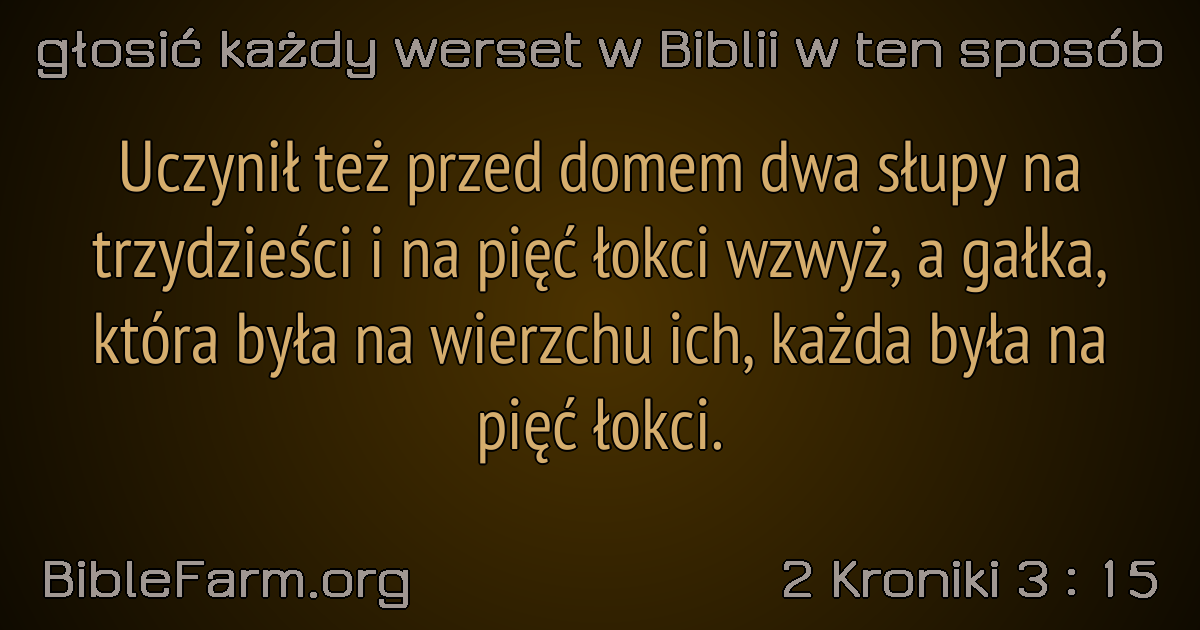 głosić każdy werset w Biblii w ten sposób
Uczynił też przed domem dwa słupy na
trzydzieści i na pięć łokci wzwyż, a gałka,
która była na wierzchu ich, każda była na
pięć łokci.
BibleFarm.org
2 Kroniki 3 : 15